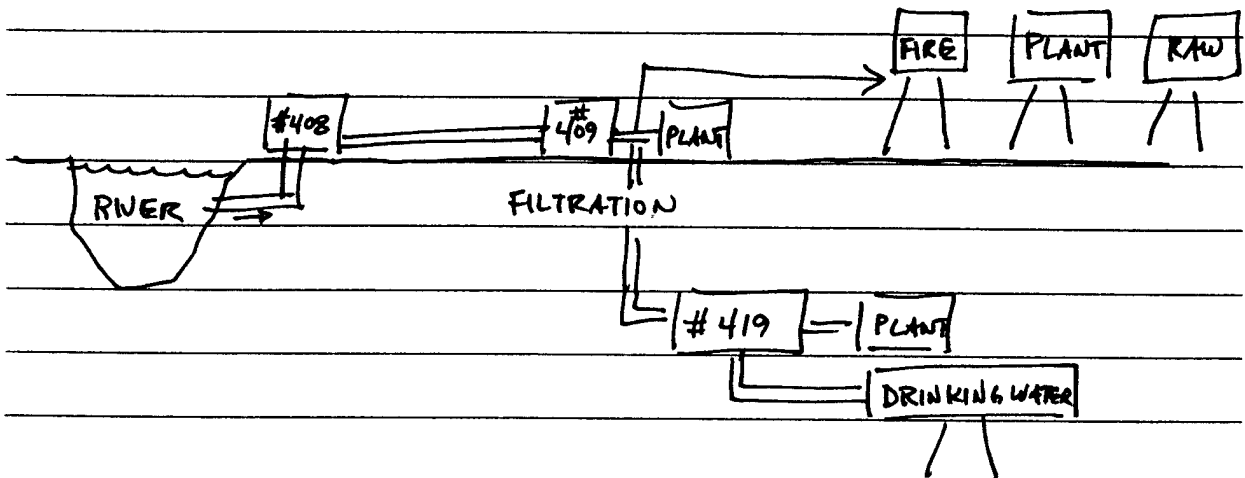 FIRE PLANT RAW
#408 #409 PLANT
RIVER FILTRATION
#419 PLANT
DRINKING WATER